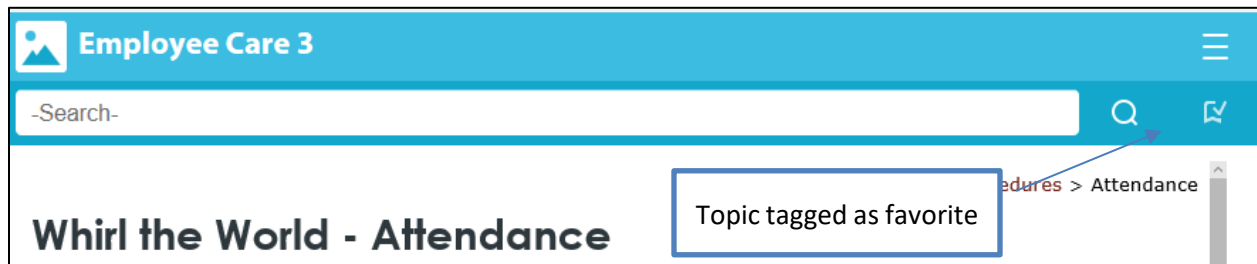 Employee Care 3
-Search-
edures > Attendance
Topic tagged as favorite
Whirl the World - Attendance